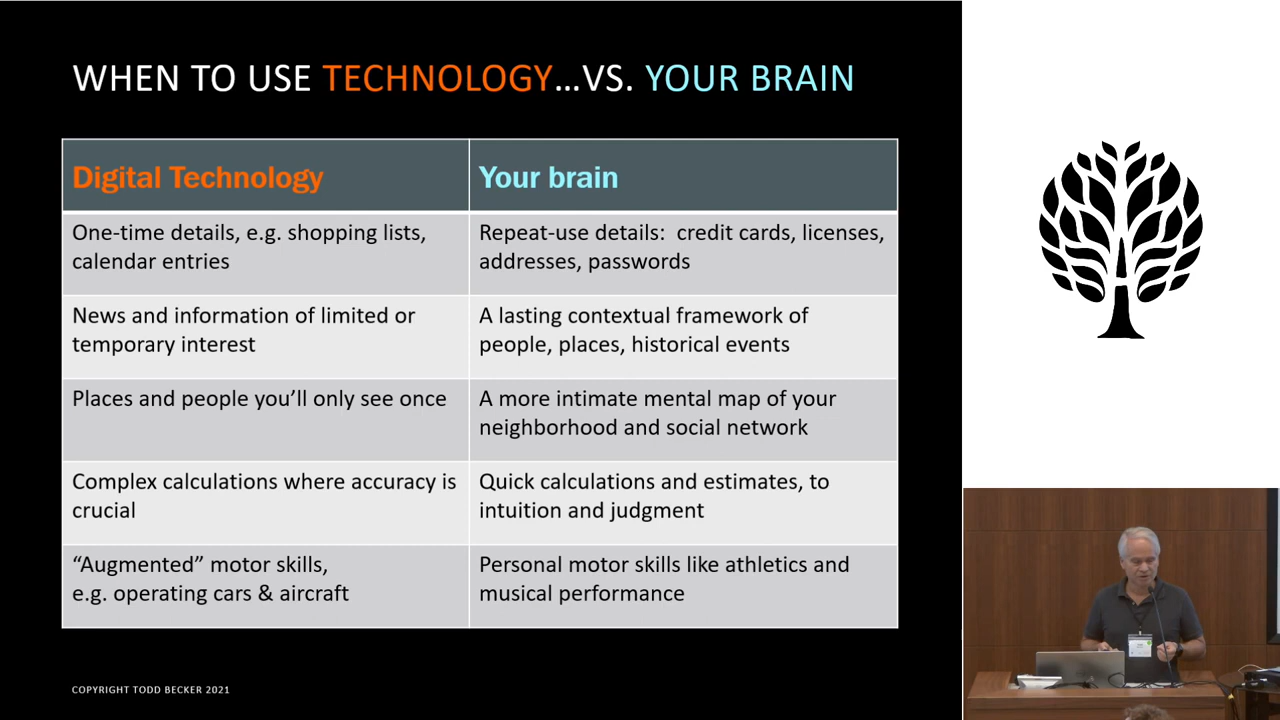 WHEN TO USE TECHNOLOGY...VS. YOUR BRAIN
Digital Technology
Your brain
One-time details, e.g. shopping lists,
calendar entries
Repeat-use details:  credit cards, licenses,
addresses, passwords
News and information of limited or
temporary interest
A lasting contextual framework of
people, places, historical events
Places and people you’ll only see once
A more intimate mental map of your
neighborhood and social network
Complex calculations where accuracy is
crucial
Quick calculations and estimates, to
intuition and judgment
“Augmented” motor skills,
e.g. operating cars & aircraft
Personal motor skills like athletics and
musical performance
COPYRIGHT TODD BECKER 2021